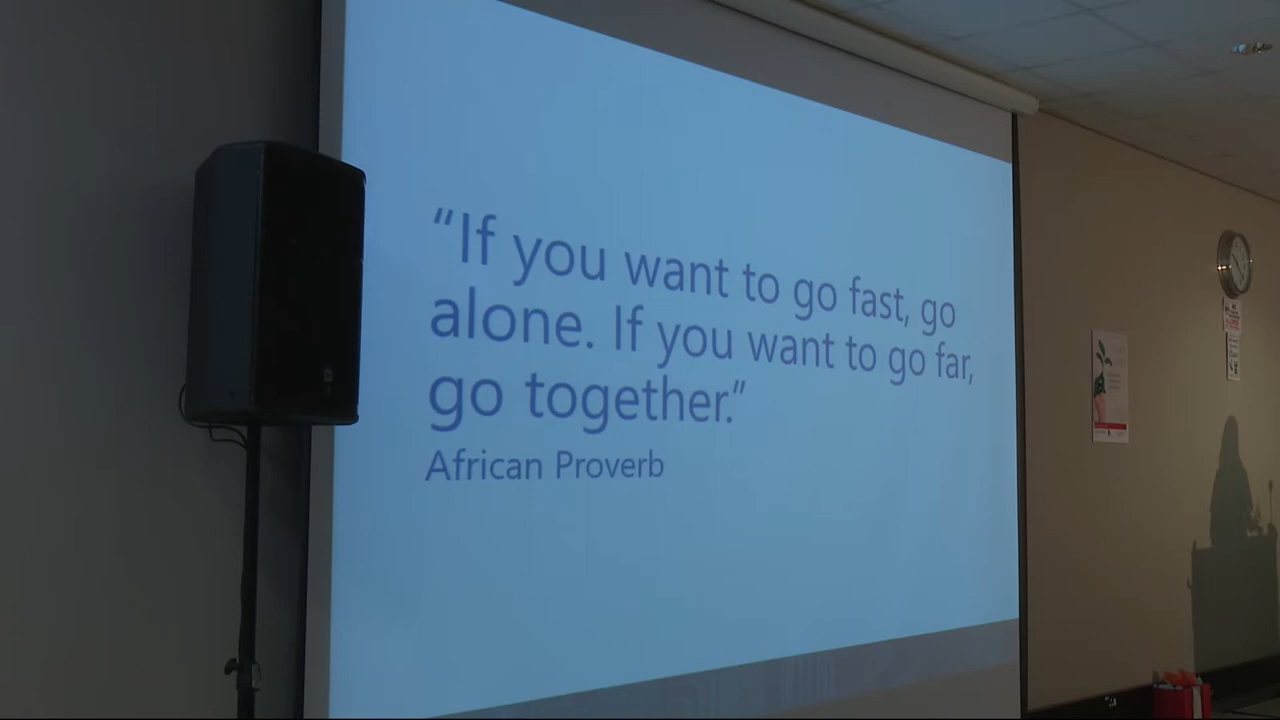 “If you want to go fast, go
alone. If you want to go far,
go together.”
African Proverb